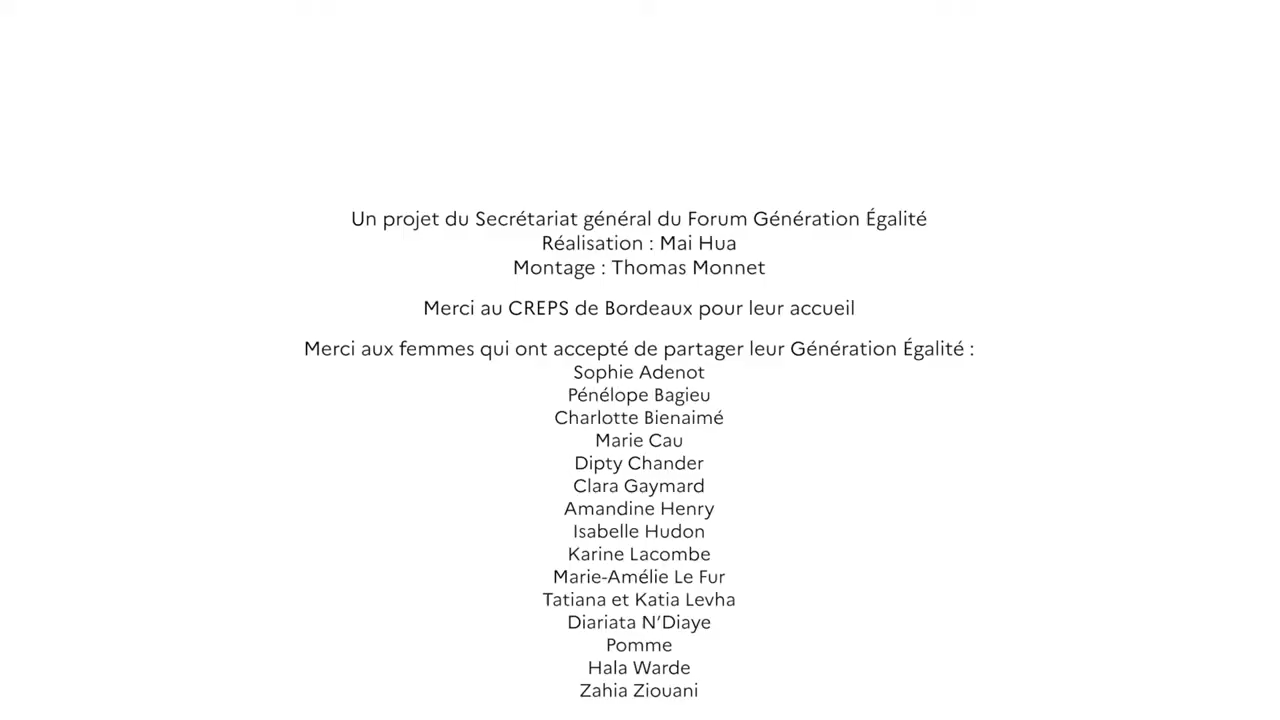 Un projet du Secrétariat général du Forum Génération Égalité
Réalisation : Mai Hua
Montage : Thomas Monnet
Merci au CREPS de Bordeaux pour leur accueil
Merci aux femmes qui ont accepté de partager leur Génération Égalité :
Sophie Adenot
Pénélope Bagieu
Charlotte Bienaimé
Marie Cau
Dipty Chander
Clara Gaymard
Amandine Henry
Isabelle Hudon
Karine Lacombe
Marie-Amélie Le Fur
Tatiana et Katia Levha
Diariata N’Diaye
Pomme
Hala Warde
Zahia Ziouani